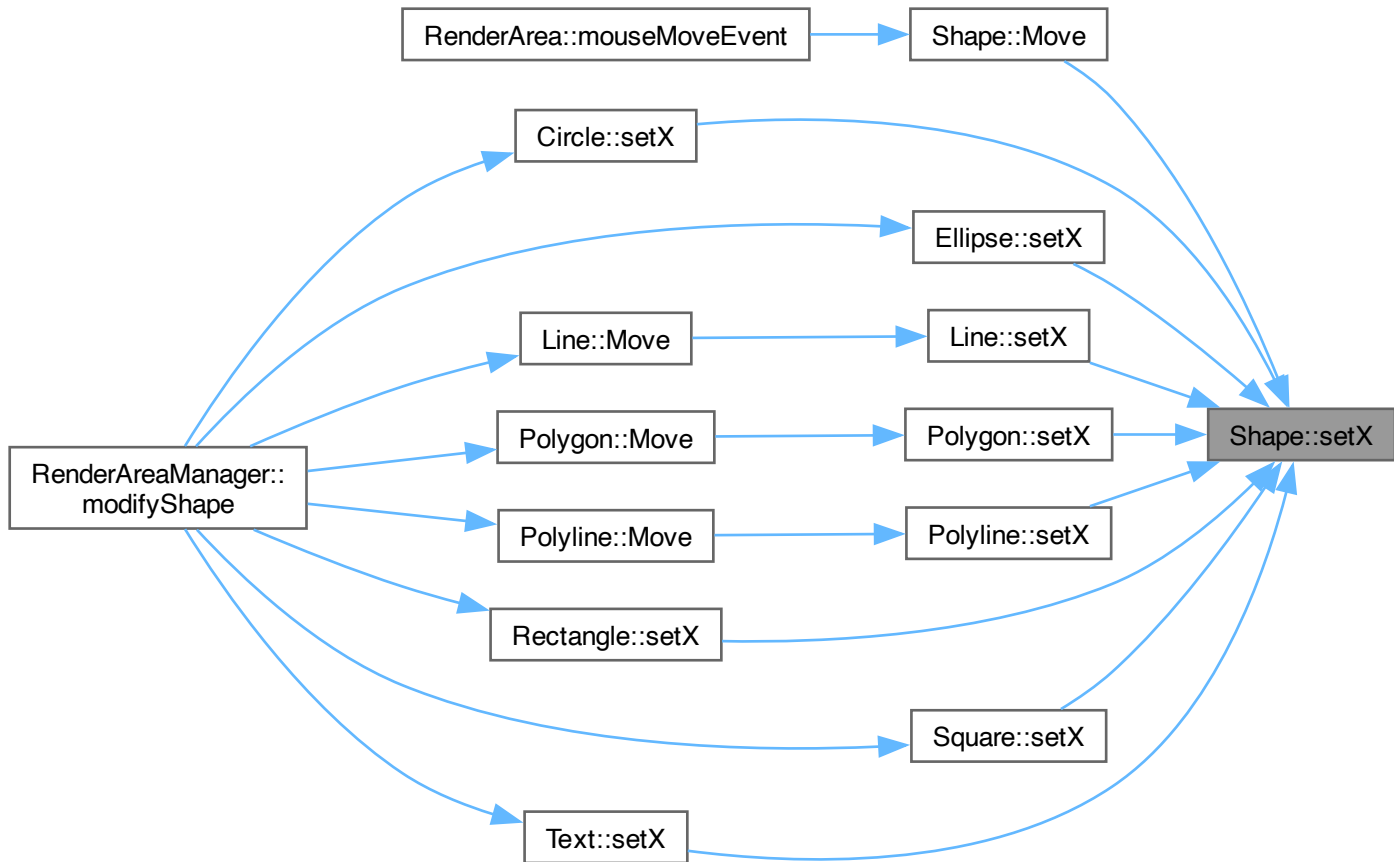 RenderArea::mouseMoveEvent
Shape::Move
Circle::setX
Ellipse::setX
Line::Move
Line::setX
Polygon::Move
Polygon::setX
Shape::setX
RenderAreaManager::
modifyShape
Polyline::Move
Polyline::setX
Rectangle::setX
Square::setX
Text::setX